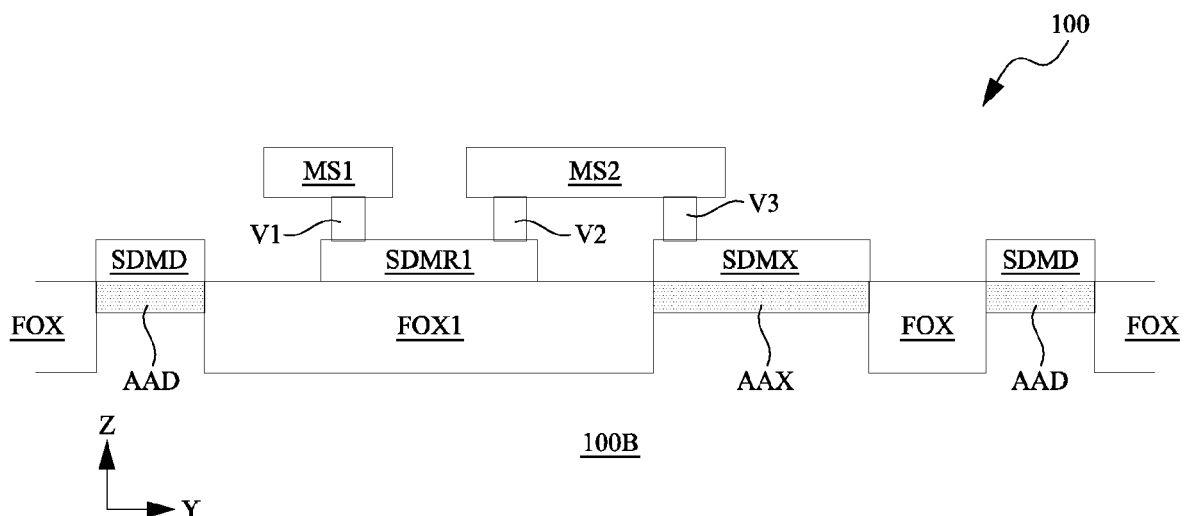 100
MS1
MS2
V1
V2
V3
SDMD
SDMR1
SDMX
SDMD
FOX
FOX1
FOX
FOX
AAD
AAX
AAD
Z
100B
Y